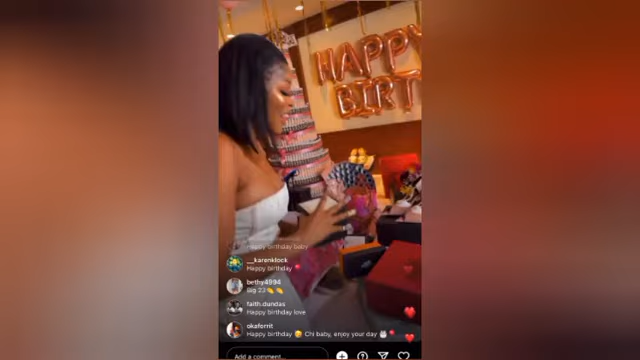 HAPPY
BIRT
Happy birthday baby
__karenklock
Happy birthday 💕
bethy4994
Big 23👏👏
faith.dundas
Happy birthday love
okaforrit
Happy birthday 🥰 Chi baby, enjoy your day
Add a comment...